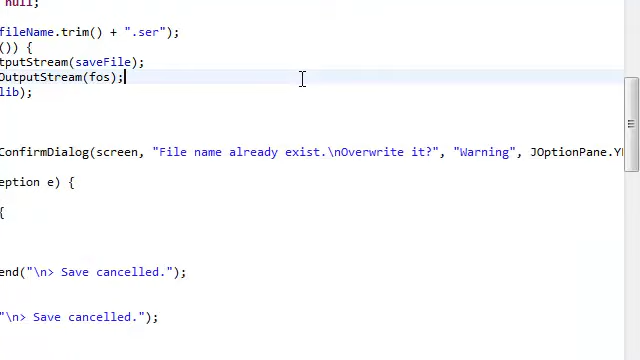 null;
fileName.trim() + ".ser");
()) {
tputStream(saveFile);
OutputStream(fos);
lib);
ConfirmDialog(screen, "File name already exist.\nOverwrite it?", "Warning", JOptionPane.Y
eption e) {
{
end("\n> Save cancelled.");
"\n> Save cancelled.");